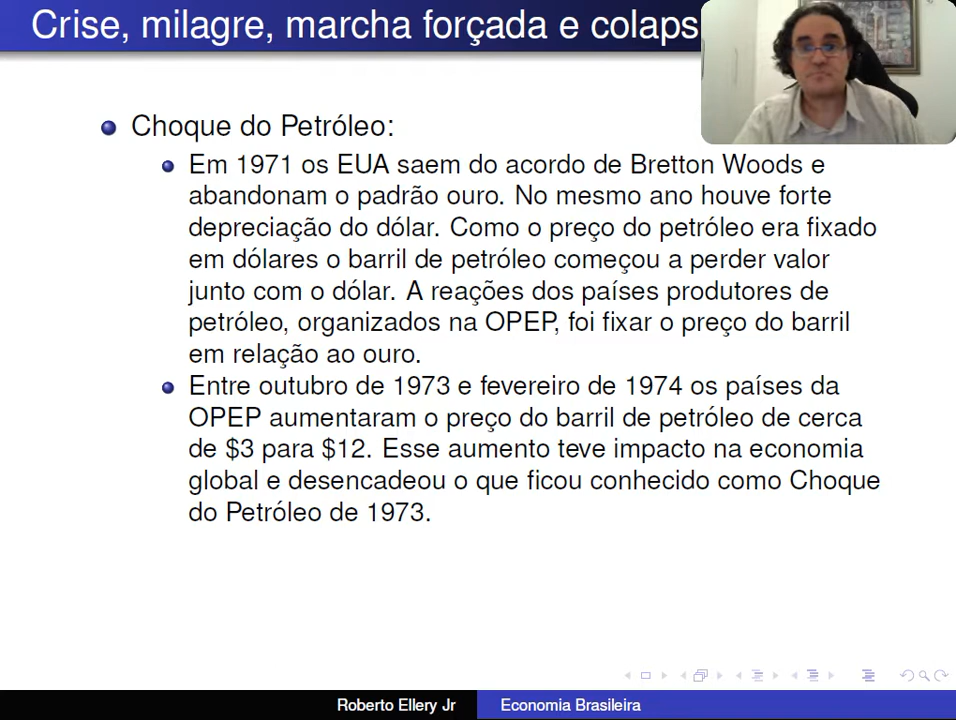 Crise, milagre, marcha forçada e colaps
Choque do Petróleo:
Em 1971 os EUA saem do acordo de Bretton Woods e
abandonam o padrão ouro. No mesmo ano houve forte
depreciação do dólar. Como o preço do petróleo era fixado
em dólares o barril de petróleo começou a perder valor
junto com o dólar. A reações dos países produtores de
petróleo, organizados na OPEP, foi fixar o preço do barril
em relação ao ouro.
Entre outubro de 1973 e fevereiro de 1974 os países da
OPEP aumentaram o preço do barril de petróleo de cerca
de $3 para $12. Esse aumento teve impacto na economia
global e desencadeou o que ficou conhecido como Choque
do Petróleo de 1973.
Roberto Ellery Jr
Economia Brasileira